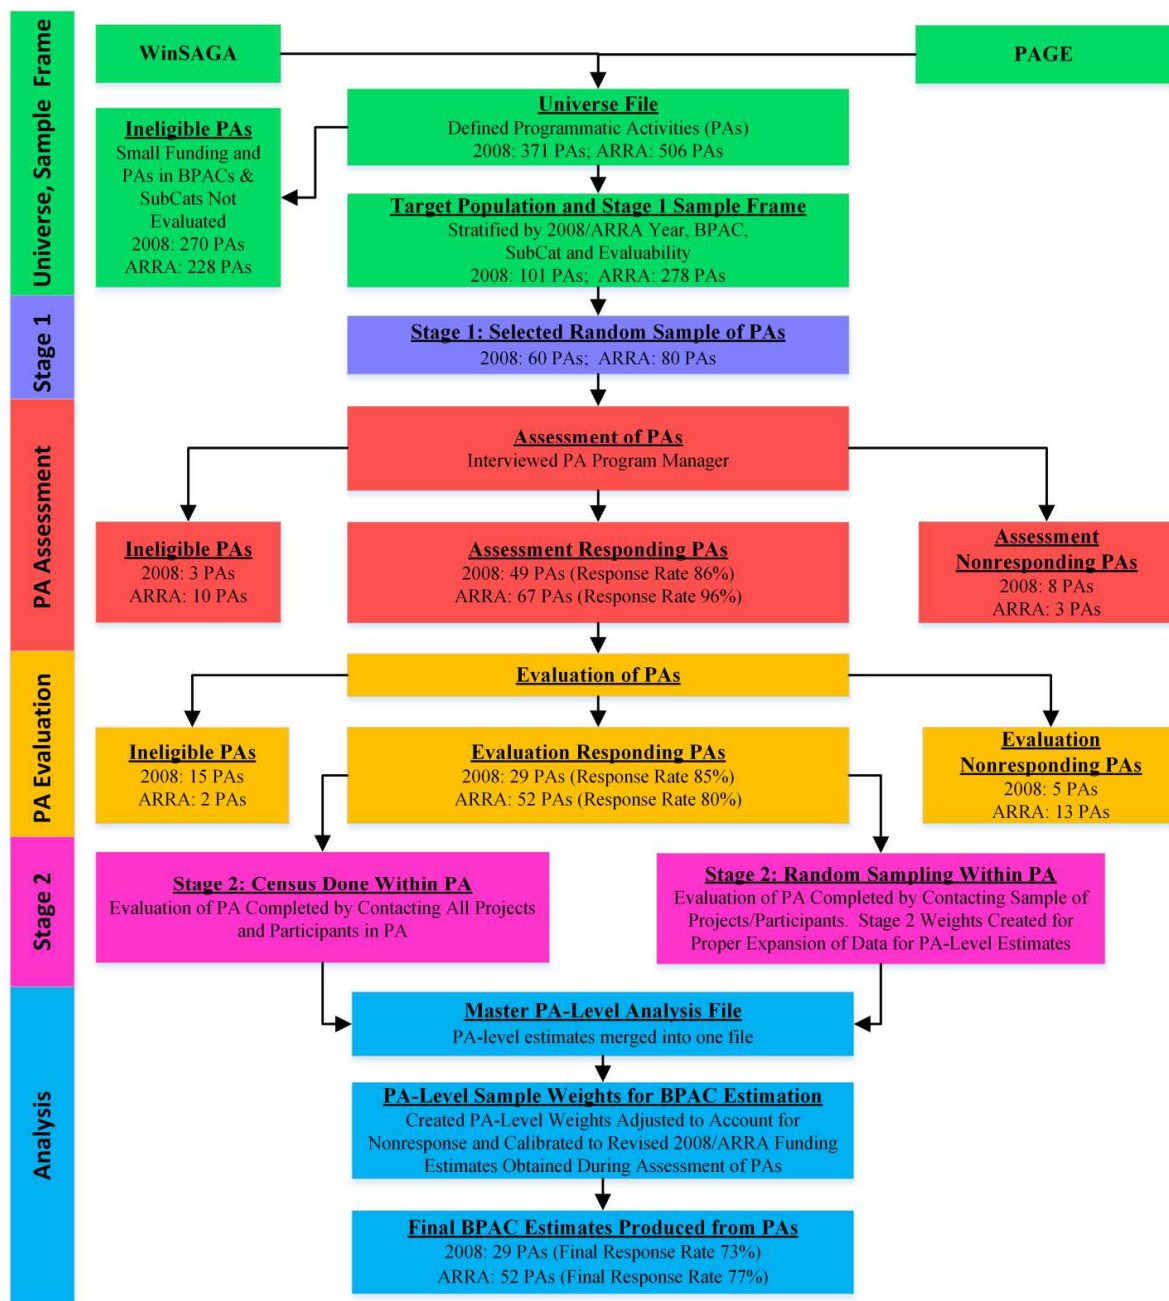 Universe, Sample Frame
WinSAGA
PAGE
Universe File
Defined Programmatic Activities (PAs)
2008: 371 PAs; ARRA: 506 PAs
Ineligible PAs
Small Funding and
PAs in BPACs &
SubCats Not
Evaluated
2008: 270 PAs
ARRA: 228 PAs
Target Population and Stage 1 Sample Frame
Stratified by 2008/ARRA Year, BPAC,
SubCat and Evaluability
2008: 101 PAs; ARRA: 278 PAs
Stage 1
Stage 1: Selected Random Sample of PAs
2008: 60 PAs; ARRA: 80 PAs
PA Assessment
Assessment of PAs
Interviewed PA Program Manager
Ineligible PAs
2008: 3 PAs
ARRA: 10 PAs
Assessment Responding PAs
2008: 49 PAs (Response Rate 86%)
ARRA: 67 PAs (Response Rate 96%)
Assessment
Nonresponding PAs
2008: 8 PAs
ARRA: 3 PAs
PA Evaluation
Evaluation of PAs
Ineligible PAs
2008: 15 PAs
ARRA: 2 PAs
Evaluation Responding PAs
2008: 29 PAs (Response Rate 85%)
ARRA: 52 PAs (Response Rate 80%)
Evaluation
Nonresponding PAs
2008: 5 PAs
ARRA: 13 PAs
Stage 2
Stage 2: Census Done Within PA
Evaluation of PA Completed by Contacting All Projects
and Participants in PA
Stage 2: Random Sampling Within PA
Evaluation of PA Completed by Contacting Sample of
Projects/Participants. Stage 2 Weights Created for
Proper Expansion of Data for PA-Level Estimates
Analysis
Master PA-Level Analysis File
PA-level estimates merged into one file
PA-Level Sample Weights for BPAC Estimation
Created PA-Level Weights Adjusted to Account for
Nonresponse and Calibrated to Revised 2008/ARRA Funding
Estimates Obtained During Assessment of PAs
Final BPAC Estimates Produced from PAs
2008: 29 PAs (Final Response Rate 73%)
ARRA: 52 PAs (Final Response Rate 77%)